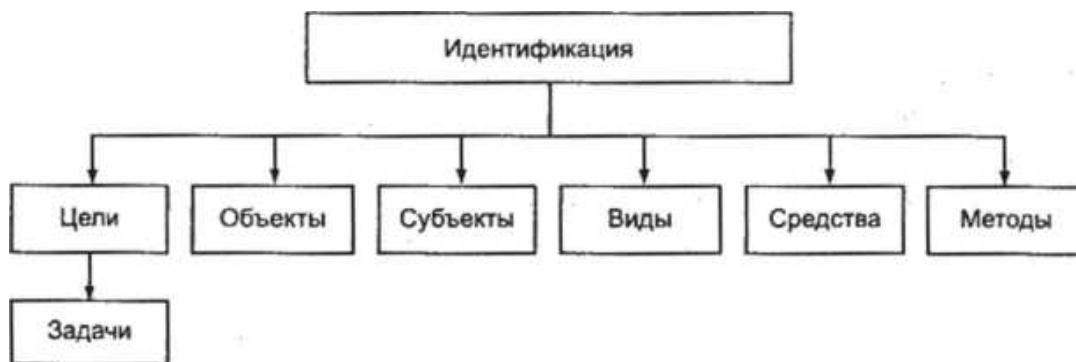 Идентификация
Цели
Объекты
Субъекты
Виды
Средства
Методы
Задачи